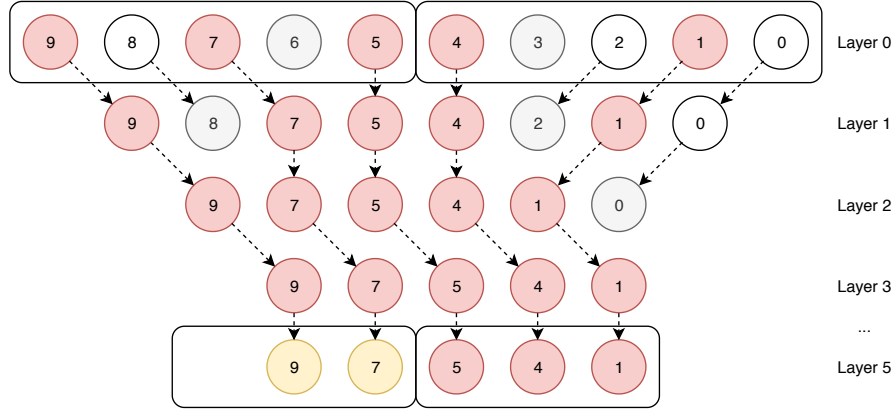 9 8 7 6 5 4 3 2 1 0 Layer 0
9 8 7 5 4 2 1 0 Layer 1
9 7 5 4 1 0 Layer 2
9 7 5 4 1 Layer 3
...
9 7 5 4 1 Layer 5